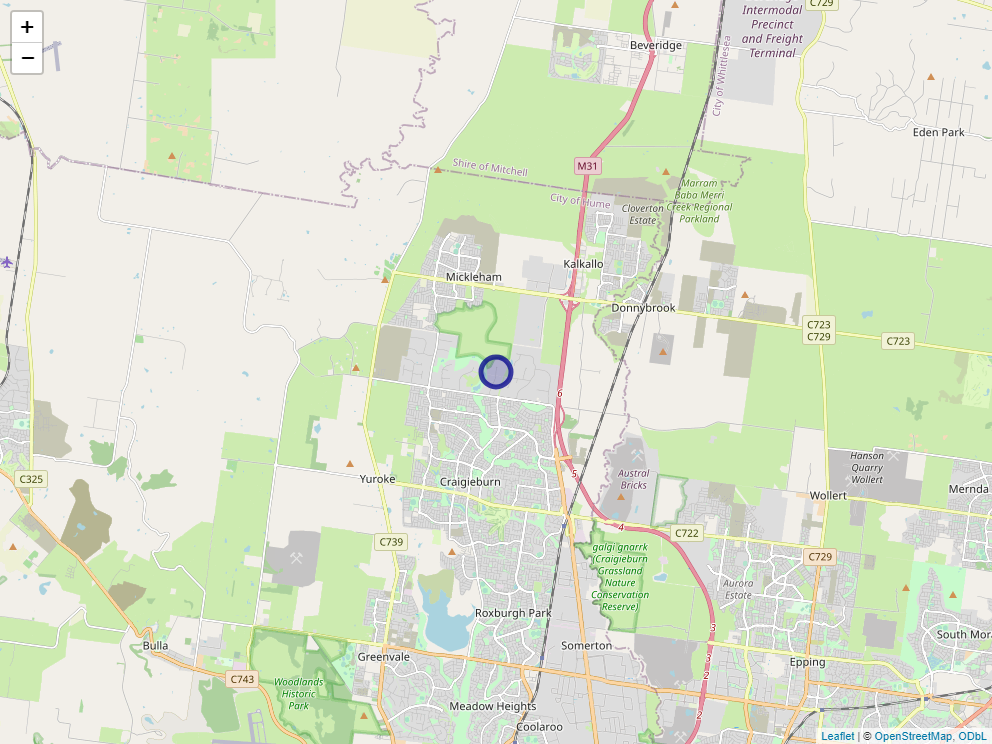 +
−
C729
Intermodal
Precinct
and Freight
Terminal
Beveridge
City of Whittlesea
Eden Park
M31
Shire of Mitchell
City of Hume
Marram
Baba Merri
Creek Regional
Parkland
Cloverton
Estate
Kalkallo
Mickleham
Donnybrook
C723
C729
C723
6
Yuroke
Craigieburn
5
Austral
Bricks
Hanson
Quarry
Wollert
Wollert
Mernda
C325
4
C722
C739
C729
galgi gnarrk
(Craigieburn
Grassland
Nature
Conservation
Reserve)
Aurora
Estate
Roxburgh Park
3
Bulla
Somerton
South Mora
Greenvale
3
Epping
C743
2
Woodlands
Historic
Park
Meadow Heights
2
Coolaroo
Leaflet | © OpenStreetMap, ODbL